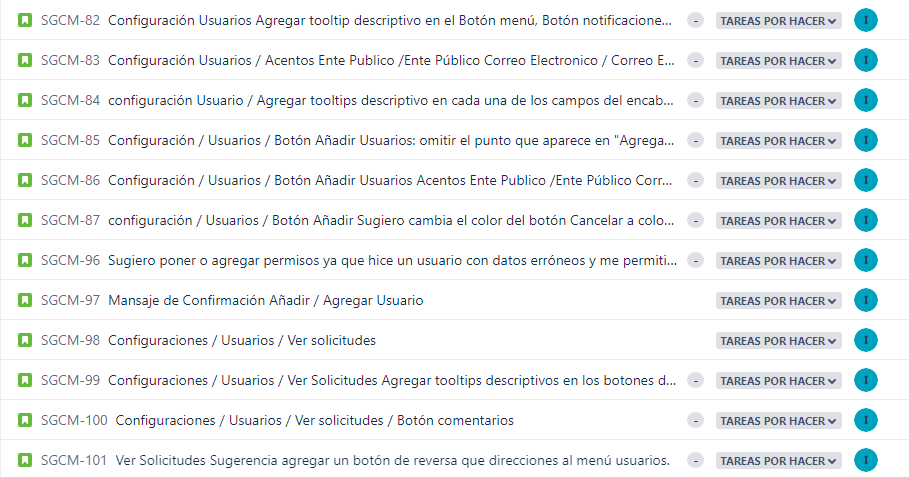 SGCM-82 Configuración Usuarios Agregar tooltip descriptivo en el Botón menú, Botón notificacione... - TAREAS POR HACER I
SGCM-83 Configuración Usuarios / Acentos Ente Publico /Ente Público Correo Electronico / Correo E... - TAREAS POR HACER I
SGCM-84 configuración Usuario / Agregar tooltips descriptivo en cada una de los campos del encab... - TAREAS POR HACER I
SGCM-85 Configuración / Usuarios / Botón Añadir Usuarios: omitir el punto que aparece en "Agrega... - TAREAS POR HACER I
SGCM-86 Configuración / Usuarios / Botón Añadir Usuarios Acentos Ente Publico /Ente Público Corr... - TAREAS POR HACER I
SGCM-87 configuración / Usuarios / Botón Añadir Sugiero cambia el color del botón Cancelar a colo... - TAREAS POR HACER I
SGCM-96 Sugiero poner o agregar permisos ya que hice un usuario con datos erróneos y me permiti... - TAREAS POR HACER I
SGCM-97 Mansaje de Confirmación Añadir / Agregar Usuario TAREAS POR HACER I
SGCM-98 Configuraciones / Usuarios / Ver solicitudes TAREAS POR HACER I
SGCM-99 Configuraciones / Usuarios / Ver Solicitudes Agregar tooltips descriptivos en los botones d... - TAREAS POR HACER I
SGCM-100 Configuraciones / Usuarios / Ver solicitudes / Botón comentarios - TAREAS POR HACER I
SGCM-101 Ver Solicitudes Sugerencia agregar un botón de reversa que direcciones al menú usuarios. - TAREAS POR HACER I